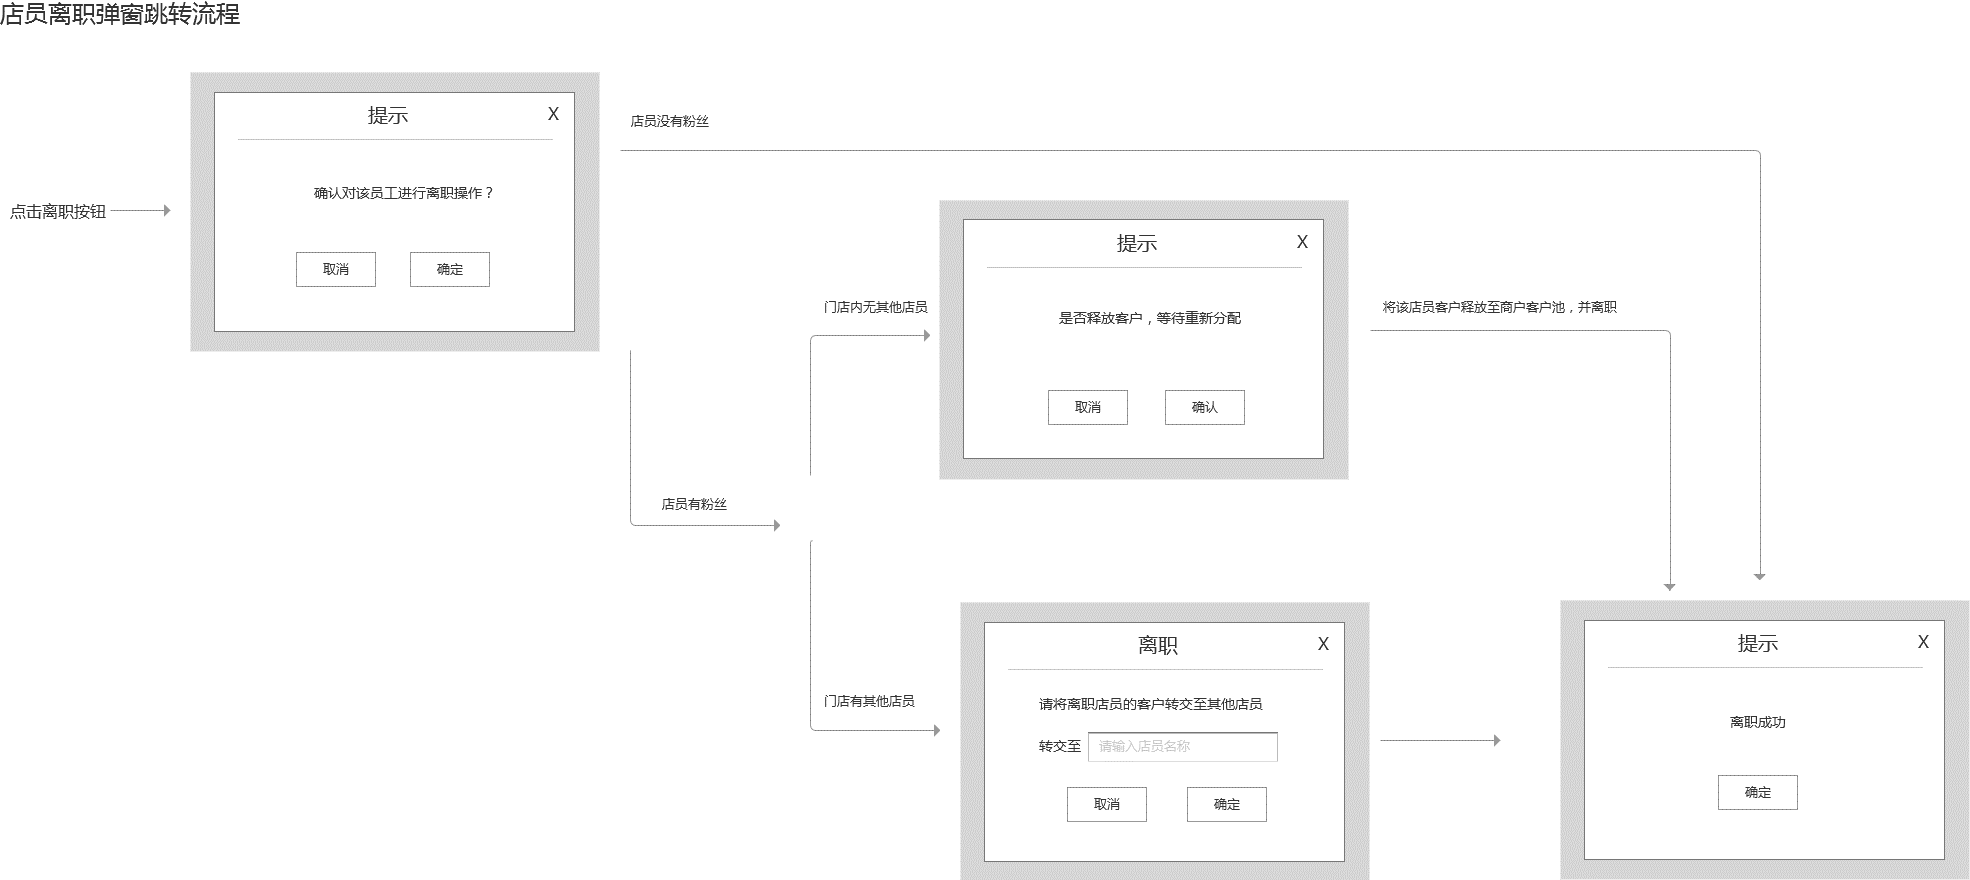 店员离职弹窗跳转流程
点击离职按钮
提示
X
确认对该员工进行离职操作？
取消
确定
店员没有粉丝
店员有粉丝
门店内无其他店员
提示
X
是否释放客户，等待重新分配
取消
确认
将该店员客户释放至商户客户池，并离职
门店有其他店员
离职
X
请将离职店员的客户转交至其他店员
转交至
请输入店员名称
取消
确定
提示
X
离职成功
确定